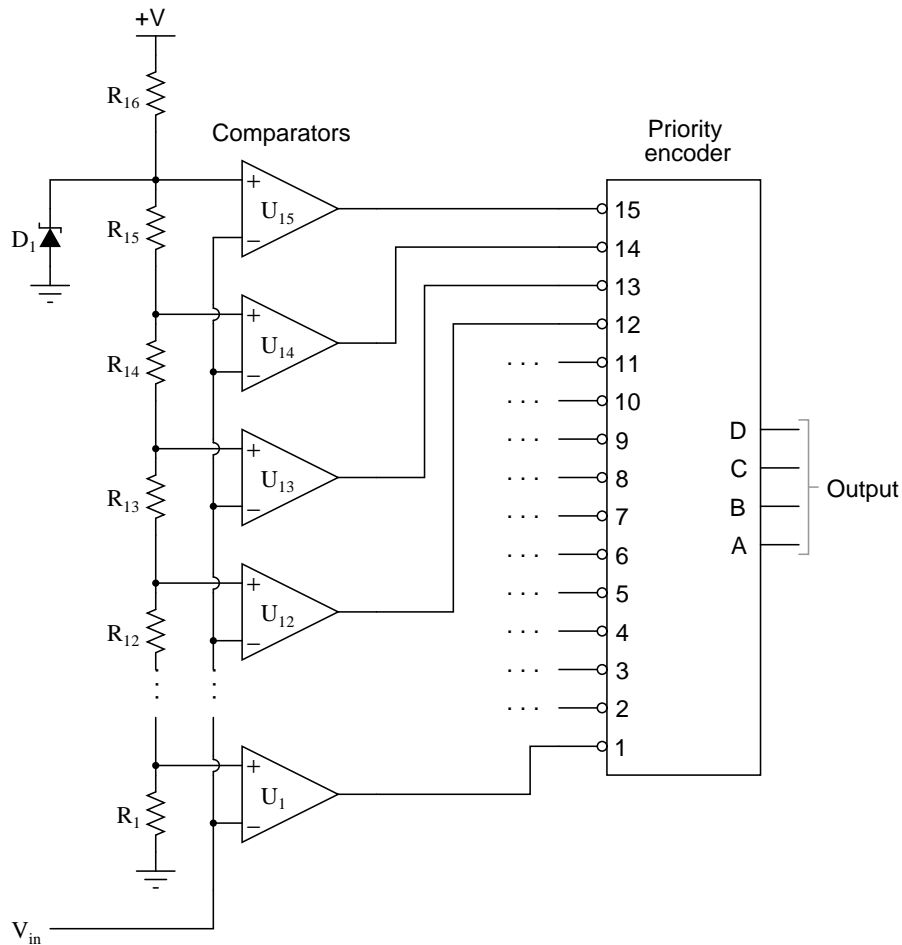 +V
R16
Comparators
Priority
encoder
+
U15
−
15
R15
D1
14
13
+
U14
−
12
R14
. . . 11
. . . 10
+
U13
−
. . . 9
D
C
. . . 8
R13
. . . 7
B
Output
. . . 6
A
+
U12
−
. . . 5
R12
. . . 4
. . . 3
. . . 2
1
+
U1
−
R1
Vin